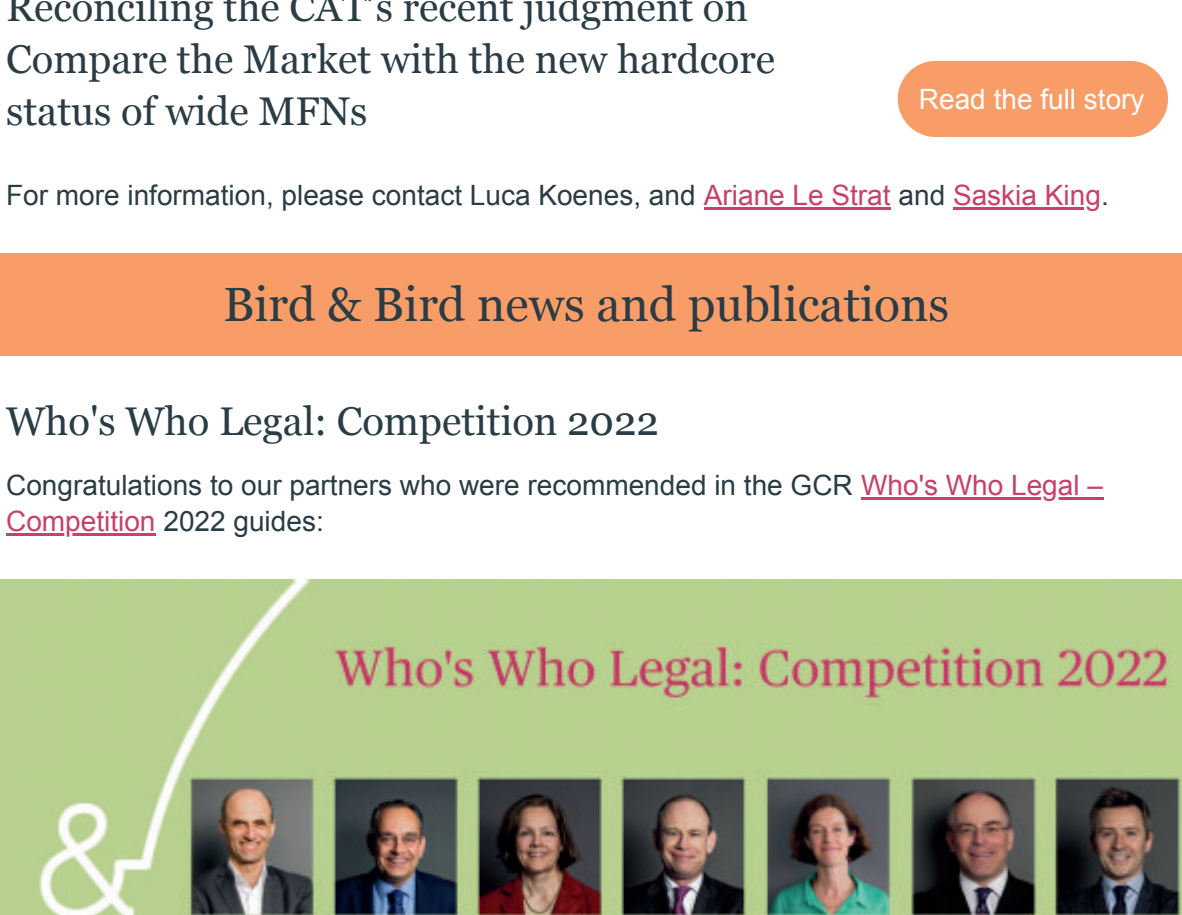 Reconciling the CAT's recent judgment on
Compare the Market with the new hardcore
status of wide MFNs
Read the full story
For more information, please contact Luca Koenes, and Ariane Le Strat and Saskia King.
Bird & Bird news and publications
Who's Who Legal: Competition 2022
Congratulations to our partners who were recommended in the GCR Who's Who Legal –
Competition 2022 guides:
Who's Who Legal: Competition 2022
&